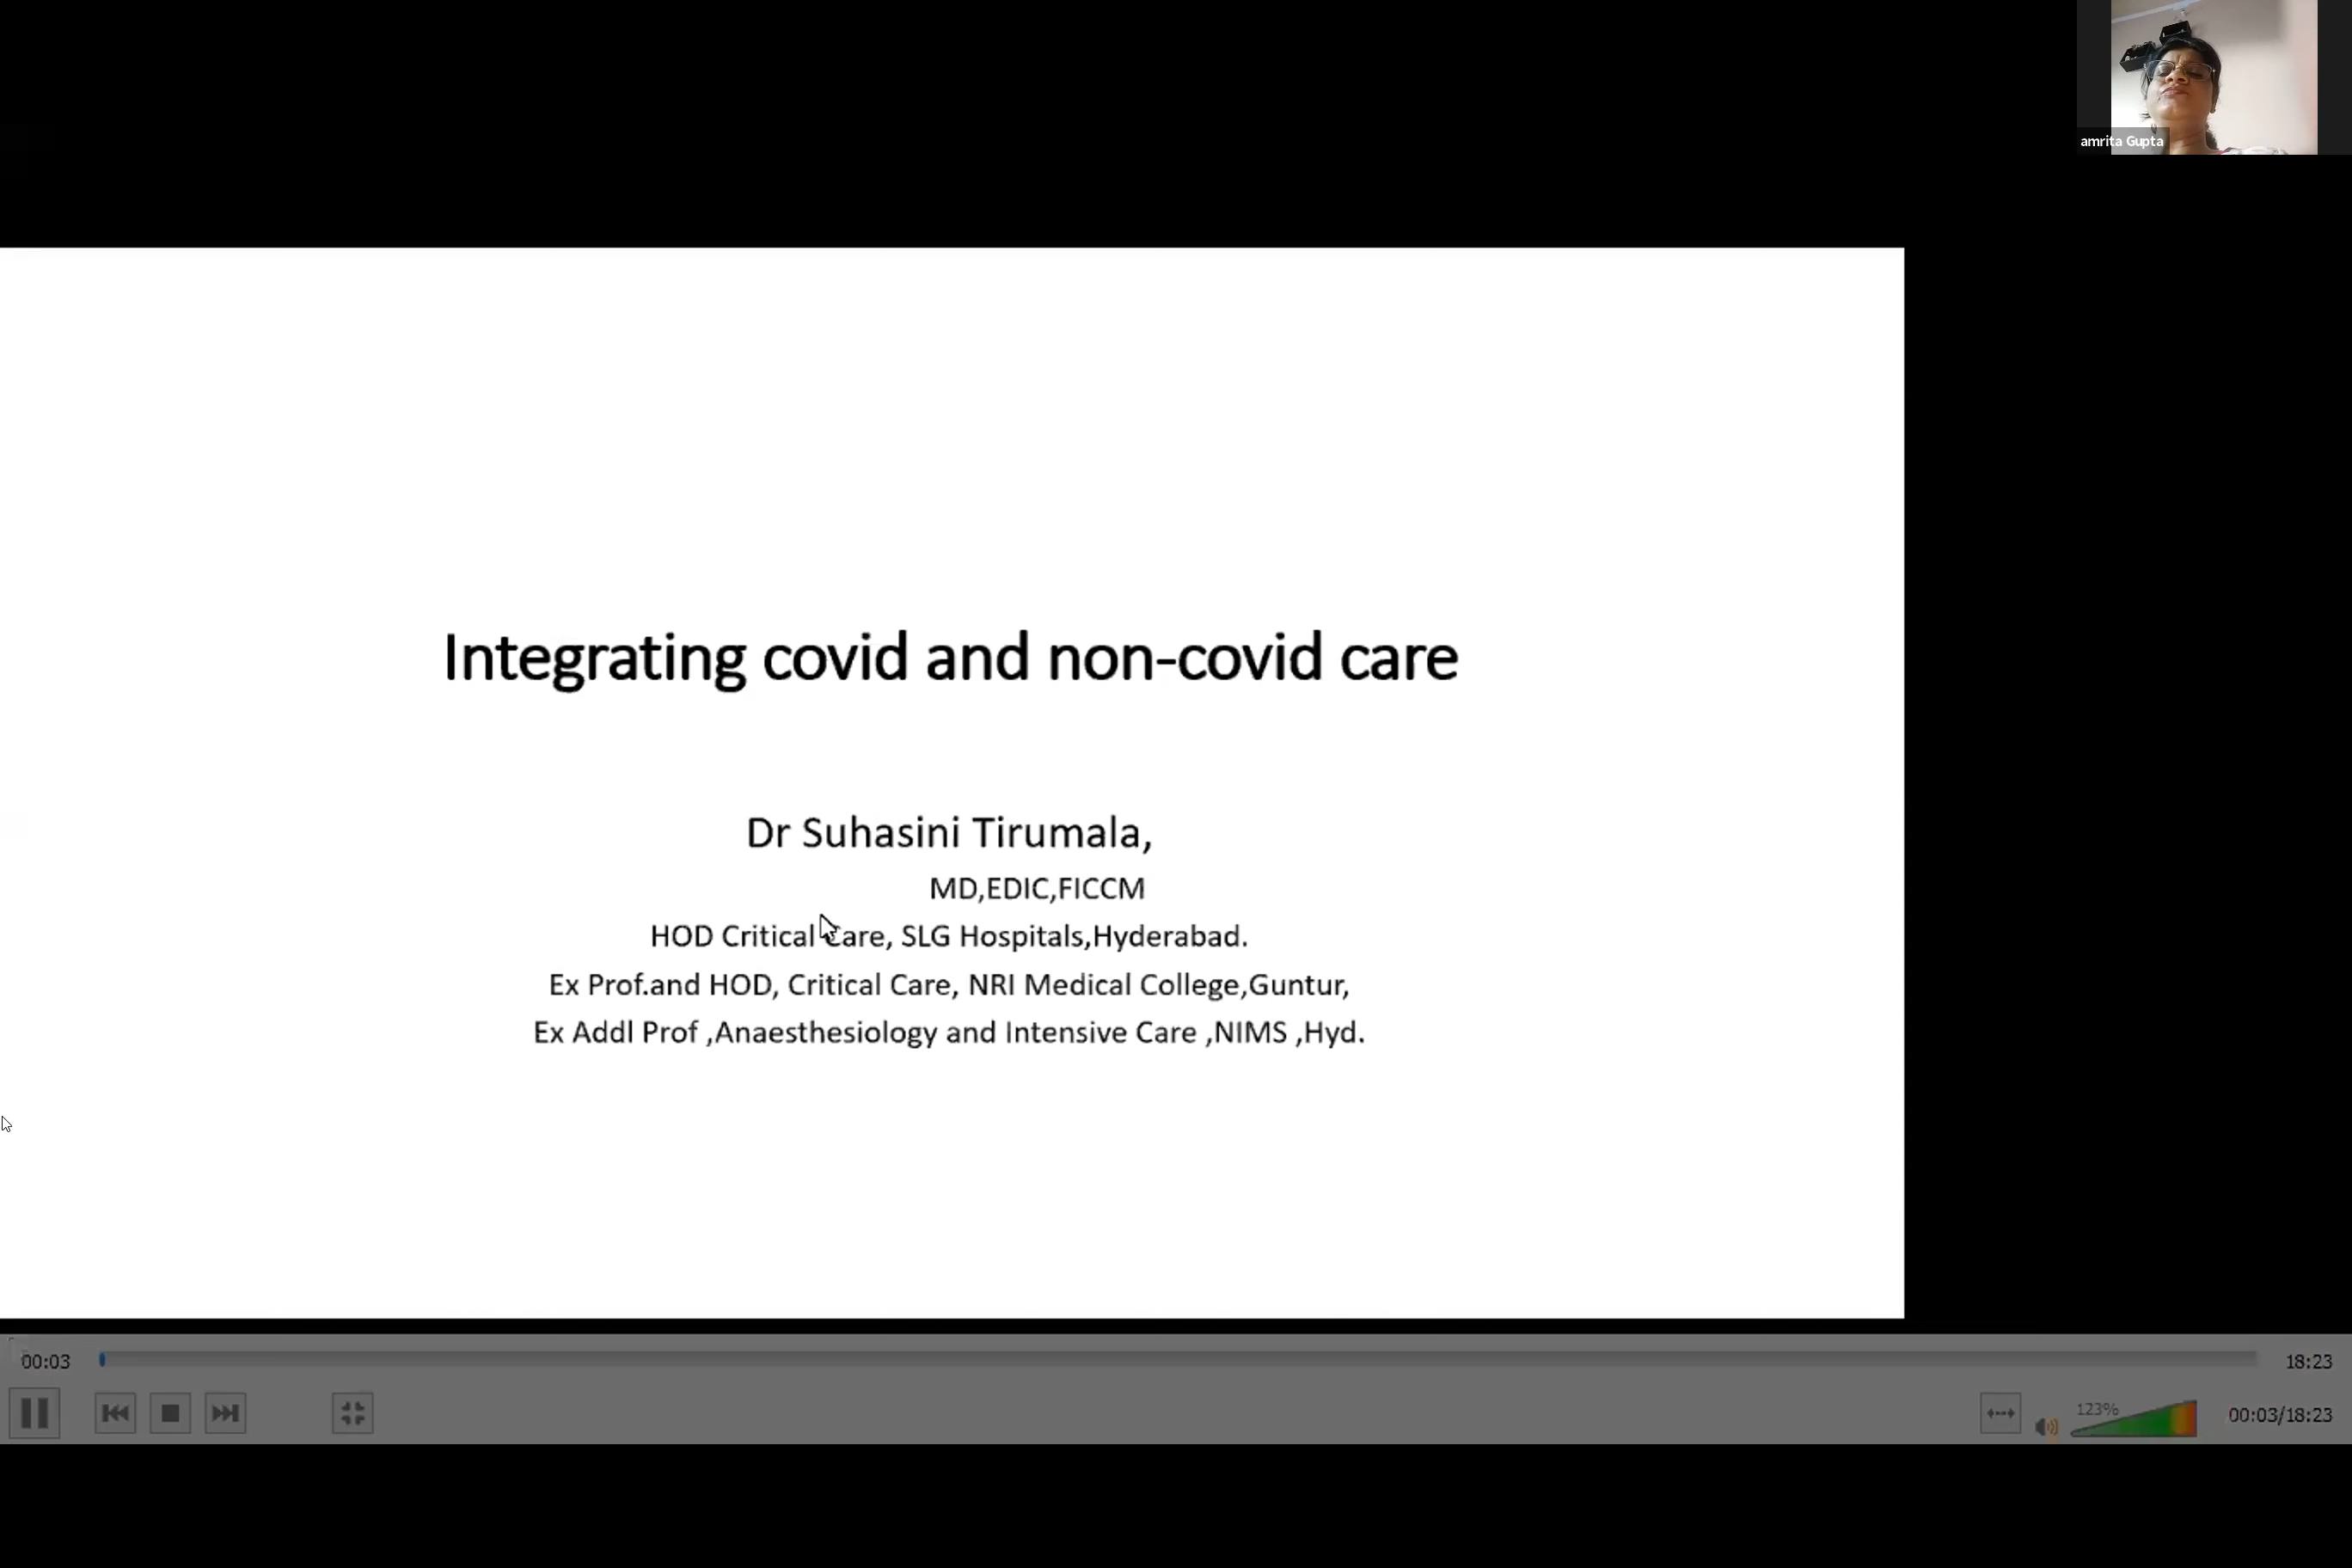 amrita Gupta
Integrating covid and non-covid care
Dr Suhasini Tirumala,
MD,EDIC,FICCM
HOD Critical Care, SLG Hospitals,Hyderabad.
Ex Prof.and HOD, Critical Care, NRI Medical College,Guntur,
Ex Addl Prof ,Anaesthesiology and Intensive Care ,NIMS ,Hyd.
00:03
18:23
123%
00:03/18:23